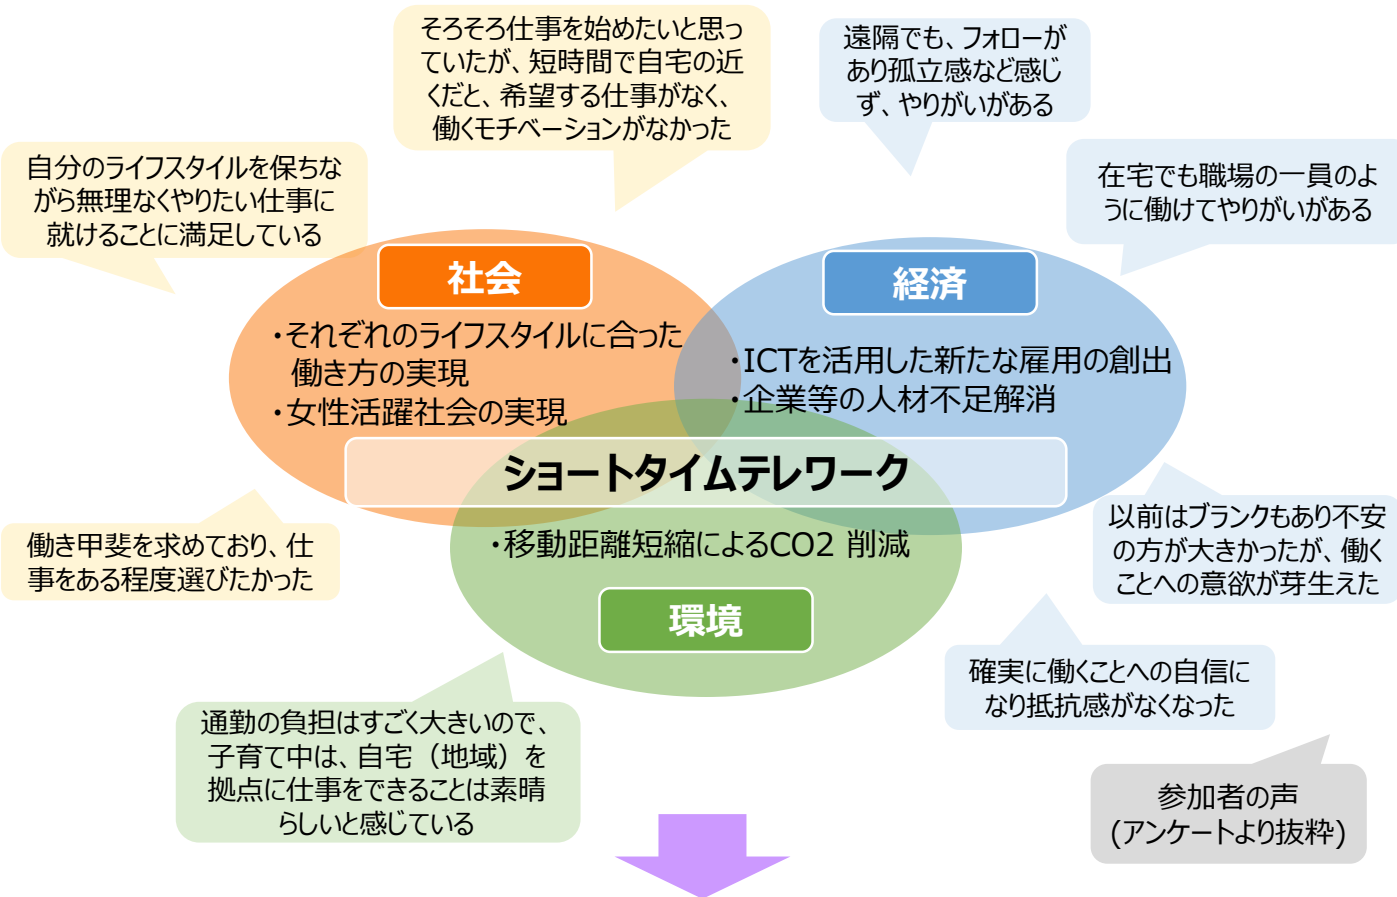 そろそろ仕事を始めたいと思っ
ていたが、短時間で自宅の近
くだと、希望する仕事がなく、
働くモチベーションがなかった
遠隔でも、フォローが
あり孤立感など感じ
ず、やりがいがある
自分のライフスタイルを保ちな
がら無理なくやりたい仕事に
就けることに満足している
在宅でも職場の一員のよ
うに働けてやりがいがある
社会
・それぞれのライフスタイルに合った
働き方の実現
・女性活躍社会の実現
経済
・ICTを活用した新たな雇用の創出
・企業等の人材不足解消
ショートタイムテレワーク
・移動距離短縮によるCO2 削減
環境
働き甲斐を求めており、仕
事をある程度選びたかった
以前はブランクもあり不安
の方が大きかったが、働く
ことへの意欲が芽生えた
確実に働くことへの自信に
なり抵抗感がなくなった
通勤の負担はすごく大きいので、
子育て中は、自宅（地域）を
拠点に仕事をできることは素晴
らしいと感じている
参加者の声
(アンケートより抜粋)